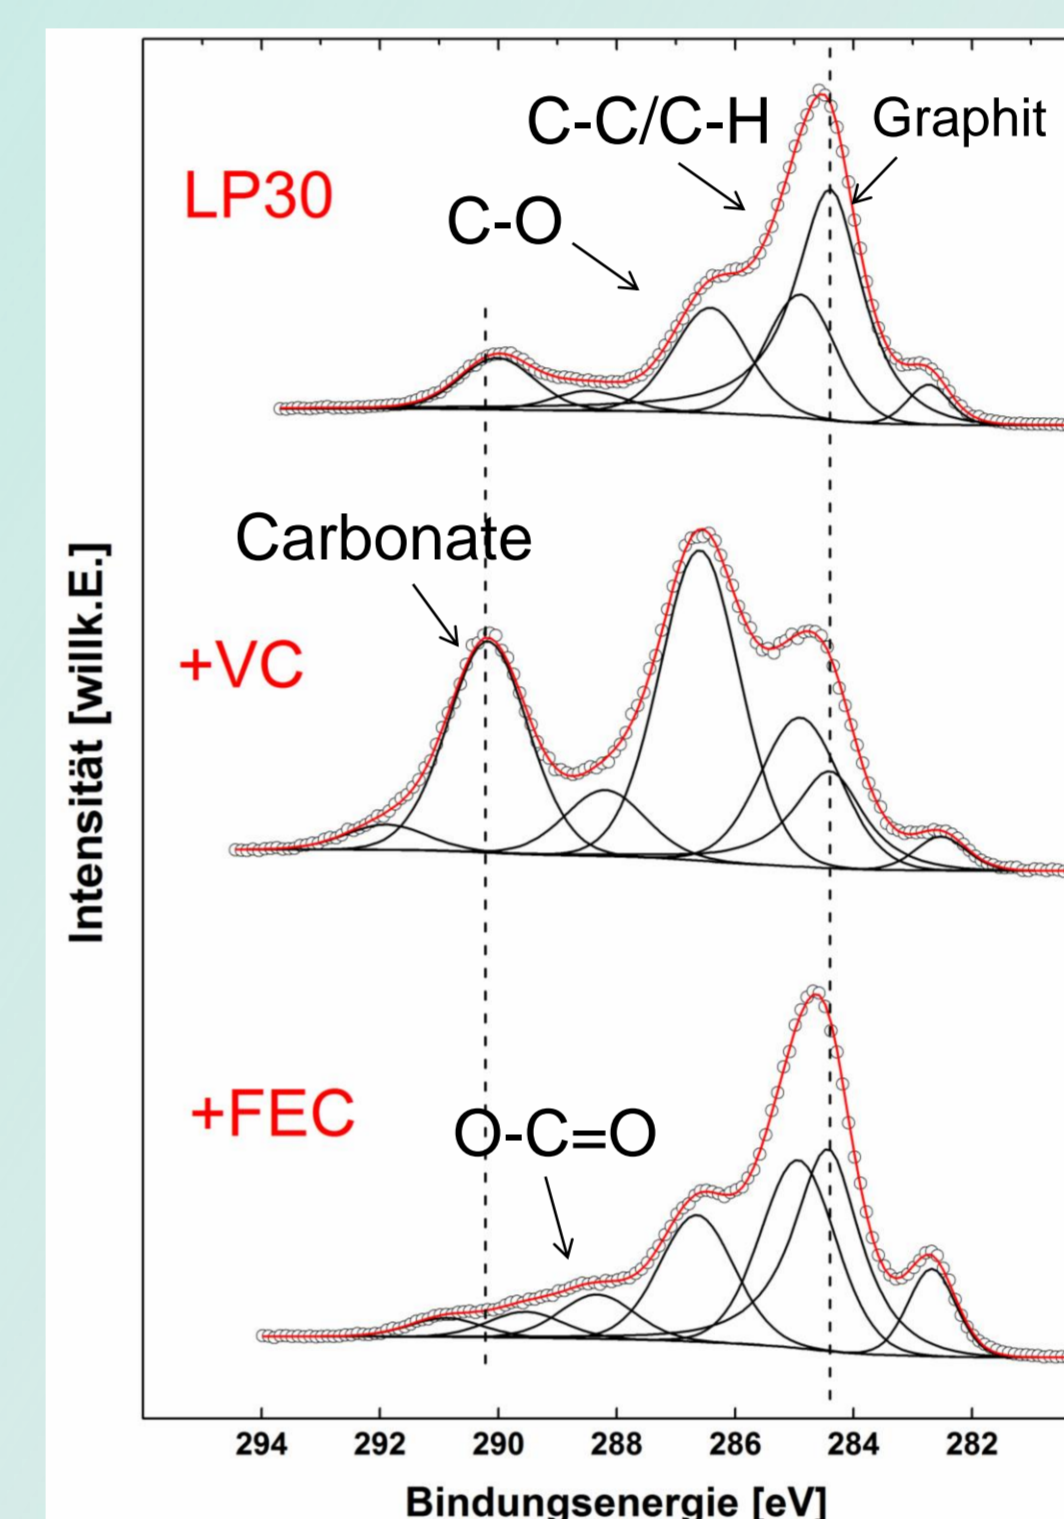 C-C/C-H
Graphit
LP30
C-O
Carbonate
+VC
+FEC
O-C=O
Intensität [willk.E.]
294 292 290 288 286 284 282
Bindungsenergie [eV]